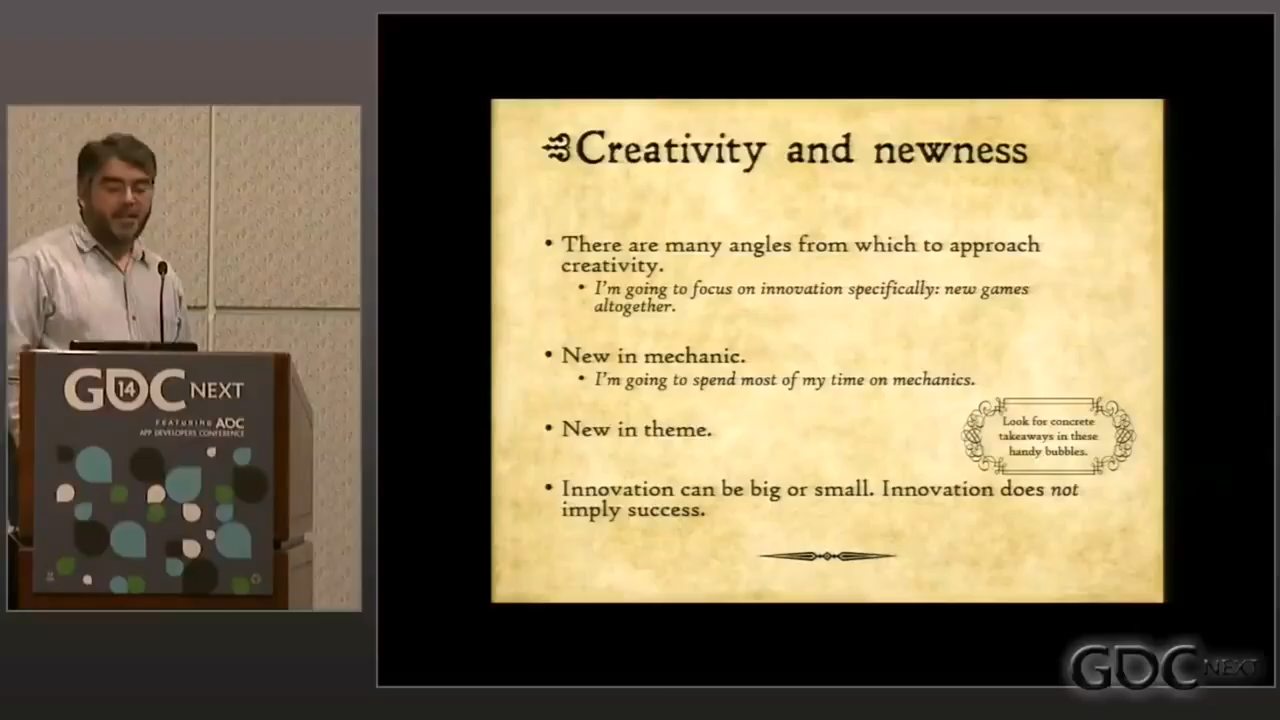 GDC 14 NEXT
FEATURING ADC
APP DEVELOPERS CONFERENCE
Creativity and newness
• There are many angles from which to approach
creativity.
• I'm going to focus on innovation specifically: new games
altogether.
• New in mechanic.
• I'm going to spend most of my time on mechanics.
• New in theme.
Look for concrete
takeaways in these
handy bubbles.
• Innovation can be big or small. Innovation does not
imply success.
GDC NEXT